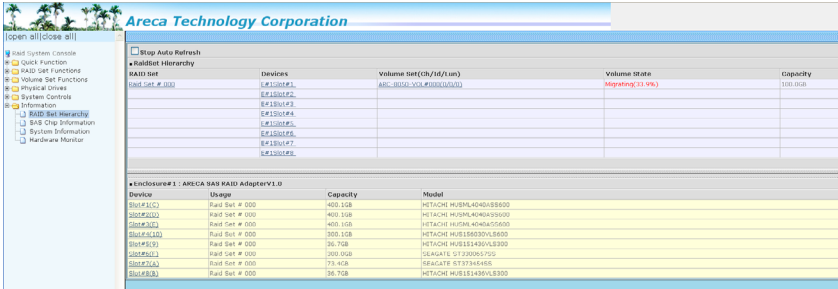 Areca Technology Corporation
|open all|close all|
Raid System Console
Quick Function
RAID Set Functions
Volume Set Functions
Physical Drives
System Controls
Information
RAID Set Hierarchy
SAS Chip Information
System Information
Hardware Monitor
Stop Auto Refresh
RaidSet Hierarchy
RAID Set Devices Volume Set(Ch/Id/Lun) Volume State Capacity
Raid Set # 000 E#1Slot#1 ARC-8050-VOL#000(0/0/0) Migrating(33.9%) 100.0GB
E#1Slot#2
E#1Slot#3
E#1Slot#4
E#1Slot#5
E#1Slot#6
E#1Slot#7
E#1Slot#8
Enclosure#1 : ARECA SAS RAID AdapterV1.0
Device Usage Capacity Model
Slot#1(C) Raid Set # 000 400.1GB HITACHI HUSML4040ASS600
Slot#2(D) Raid Set # 000 400.1GB HITACHI HUSML4040ASS600
Slot#3(E) Raid Set # 000 400.1GB HITACHI HUSML4040ASS600
Slot#4(10) Raid Set # 000 300.1GB HITACHI HUS156030VLS600
Slot#5(9) Raid Set # 000 36.7GB HITACHI HUS151436VLS300
Slot#6(F) Raid Set # 000 300.0GB SEAGATE ST3300657SS
Slot#7(A) Raid Set # 000 73.4GB SEAGATE ST373454SS
Slot#8(B) Raid Set # 000 36.7GB HITACHI HUS151436VLS300